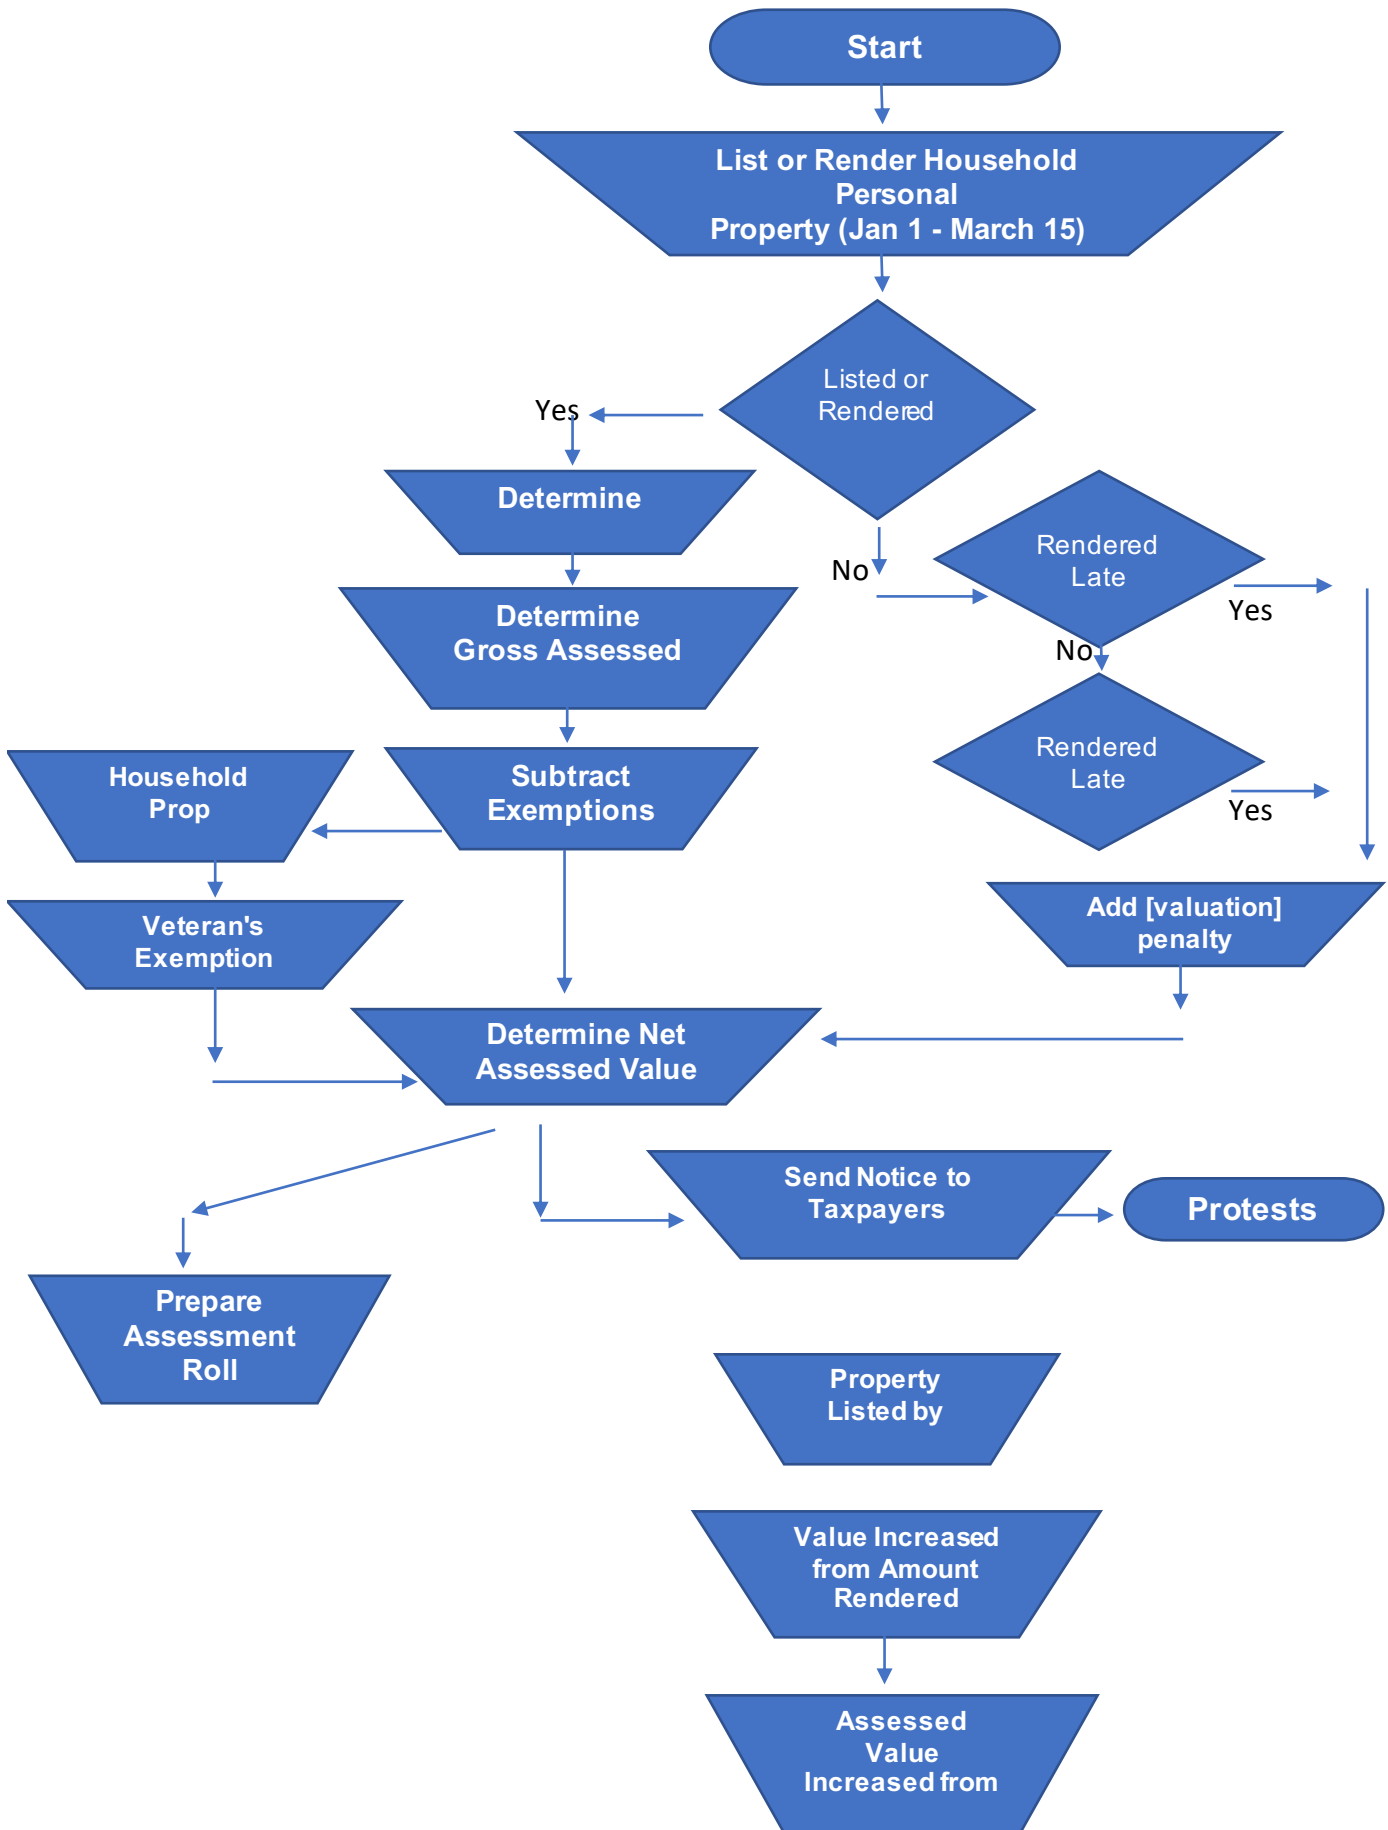 Start
List or Render Household
Personal
Property (Jan 1 - March 15)
Listed or
Rendered
Yes
Determine
No
Rendered
Late
Yes
Determine
Gross Assessed
No
Rendered
Late
Yes
Household
Prop
Subtract
Exemptions
Add [valuation]
penalty
Veteran's
Exemption
Determine Net
Assessed Value
Send Notice to
Taxpayers
Protests
Prepare
Assessment
Roll
Property
Listed by
Value Increased
from Amount
Rendered
Assessed
Value
Increased from